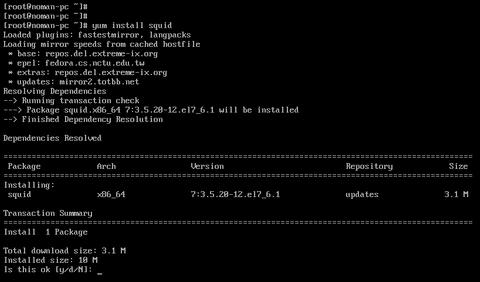 [root@noman-pc ]#
[root@noman-pc ]#
[root@noman-pc ]# yum install squid
Loaded plugins: fastestmirror, langpacks
Loading mirror speeds from cached hostfile
 * base: repos.del.extreme-ix.org
 * epel: fedora.cs.nctu.edu.tw
 * extras: repos.del.extreme-ix.org
 * updates: mirror2.totbb.net
Resolving Dependencies
--> Running transaction check
---> Package squid.x86_64 7:3.5.20-12.el7_6.1 will be installed
--> Finished Dependency Resolution
Dependencies Resolved
================================================================================
Package Arch Version Repository Size
================================================================================
Installing:
squid x86_64 7:3.5.20-12.el7_6.1 updates 3.1 M
Transaction Summary
================================================================================
Install 1 Package
Total download size: 3.1 M
Installed size: 10 M
Is this ok [y/d/N]: _